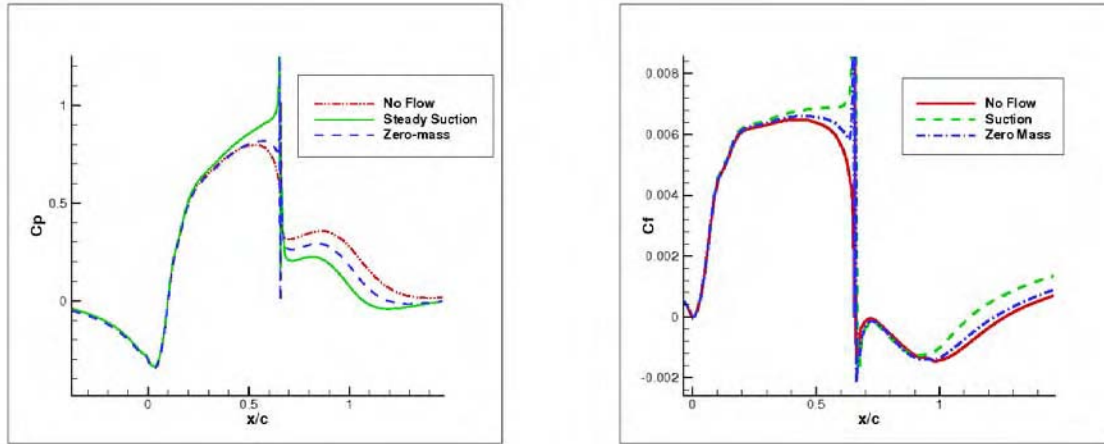 1
0.5
0
Cp
0
0.5
1
x/c
No Flow
Steady Suction
Zero-mass
0.008
0.006
0.004
0.002
0
-0.002
Cf
0
0.5
1
x/c
No Flow
Suction
Zero Mass